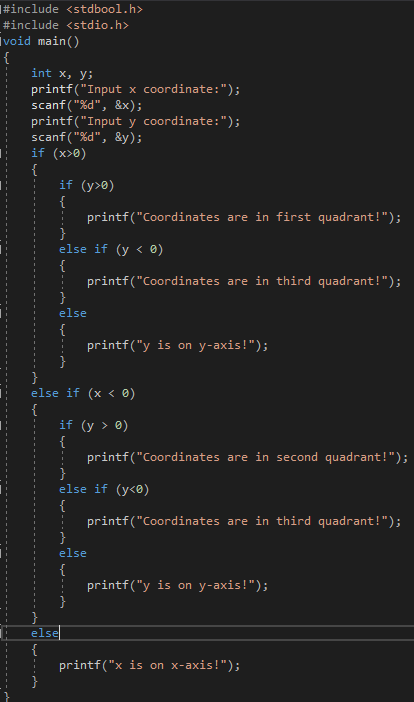 #include <stdbool.h>
#include <stdio.h>
void main()
{
    int x, y;
    printf("Input x coordinate:");
    scanf("%d", &x);
    printf("Input y coordinate:");
    scanf("%d", &y);
    if (x>0)
    {
        if (y>0)
        {
            printf("Coordinates are in first quadrant!");
        }
        else if (y < 0)
        {
            printf("Coordinates are in third quadrant!");
        }
        else
        {
            printf("y is on y-axis!");
        }
    }
    else if (x < 0)
    {
        if (y > 0)
        {
            printf("Coordinates are in second quadrant!");
        }
        else if (y<0)
        {
            printf("Coordinates are in third quadrant!");
        }
        else
        {
            printf("y is on y-axis!");
        }
    }
    else
    {
        printf("x is on x-axis!");
    }
}